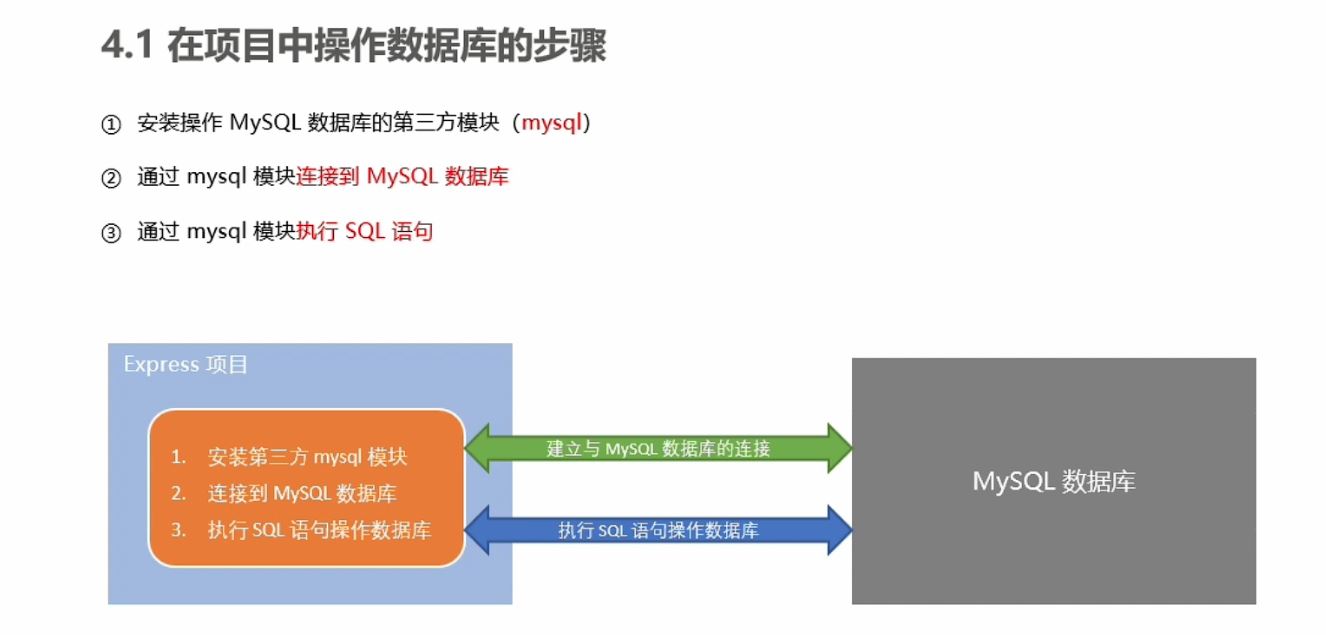 4.1 在项目中操作数据库的步骤
① 安装操作 MySQL 数据库的第三方模块（mysql）
② 通过 mysql 模块连接到 MySQL 数据库
③ 通过 mysql 模块执行 SQL 语句
Express 项目
1. 安装第三方 mysql 模块
2. 连接到 MySQL 数据库
3. 执行 SQL 语句操作数据库
建立与 MySQL 数据库的连接
执行 SQL 语句操作数据库
MySQL 数据库